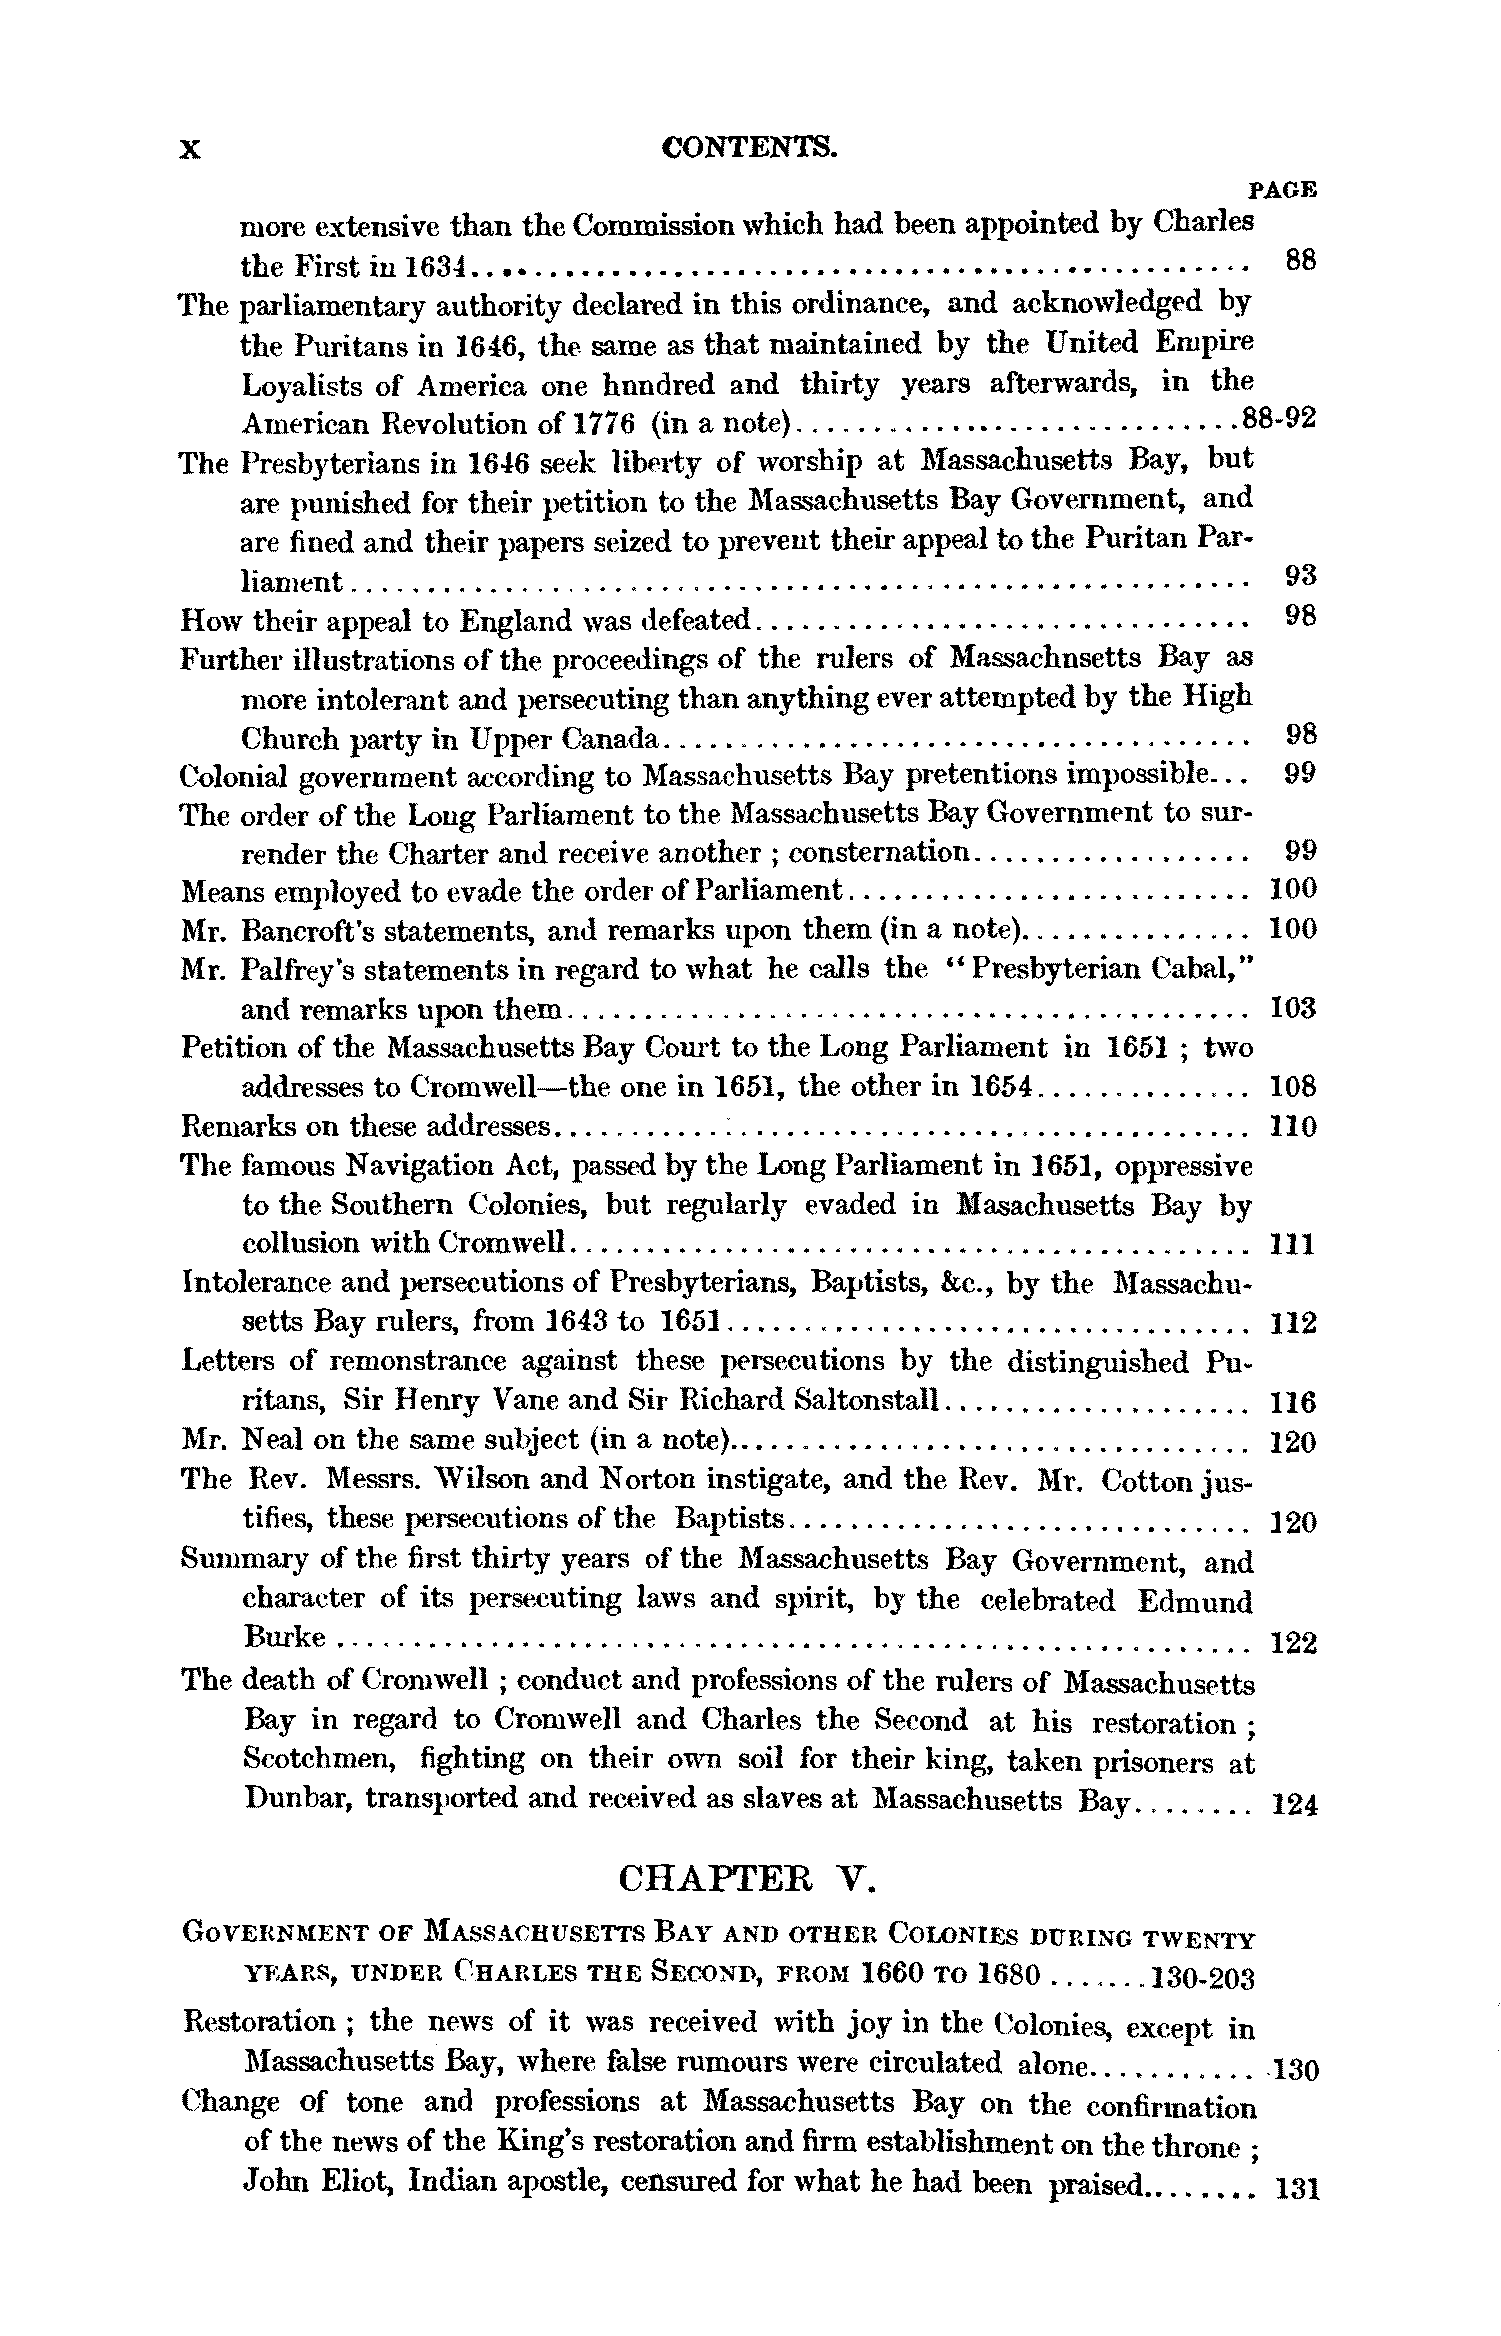 X CONTENTS.
PAGE
more extensive than the Commission which had been appointed by Charles
the First in 1634.................................................. 88
The parliamentary authority declared in this ordinance, and acknowledged by
the Puritans in 1646, the same as that maintained by the United Empire
Loyalists of America one hnndred and thirty years afterwards, in the
American Revolution of 1776 (in a note).............................88-92
The Presbyterians in 1646 seek liberty of worship at Massachusetts Bay, but
are punished for their petition to the Massachusetts Bay Government, and
are fined and their papers seized to prevent their appeal to the Puritan Par-
liament.......................................................... 93
How their appeal to England was defeated................................ 98
Further illustrations of the proceedings of the rulers of Massachnsetts Bay as
more intolerant and persecuting than anything ever attempted by the High
Church party in Upper Canada...................................... 98
Colonial government according to Massachusetts Bay pretentions impossible... 99
The order of the Long Parliament to the Massachusetts Bay Government to sur-
render the Charter and receive another ; consternation.................. 99
Means employed to evade the order of Parliament.......................... 100
Mr. Bancroft's statements, and remarks upon them (in a note)............... 100
Mr. Palfrey's statements in regard to what he calls the “Presbyterian Cabal,”
and remarks upon them............................................ 103
Petition of the Massachusetts Bay Court to the Long Parliament in 1651 ; two
addresses to Cromwell—the one in 1651, the other in 1654.............. 108
Remarks on these addresses............................................. 110
The famous Navigation Act, passed by the Long Parliament in 1651, oppressive
to the Southern Colonies, but regularly evaded in Masachusetts Bay by
collusion with Cromwell............................................ 111
Intolerance and persecutions of Presbyterians, Baptists, &c., by the Massachu-
setts Bay rulers, from 1643 to 1651.................................. 112
Letters of remonstrance against these persecutions by the distinguished Pu-
ritans, Sir Henry Vane and Sir Richard Saltonstall.................... 116
Mr. Neal on the same subject (in a note).................................. 120
The Rev. Messrs. Wilson and Norton instigate, and the Rev. Mr. Cotton jus-
tifies, these persecutions of the Baptists.............................. 120
Summary of the first thirty years of the Massachusetts Bay Government, and
character of its persecuting laws and spirit, by the celebrated Edmund
Burke........................................................... 122
The death of Cromwell ; conduct and professions of the rulers of Massachusetts
Bay in regard to Cromwell and Charles the Second at his restoration ;
Scotchmen, fighting on their own soil for their king, taken prisoners at
Dunbar, transported and received as slaves at Massachusetts Bay........ 124
CHAPTER V.
GOVERNMENT OF MASSACHUSETTS BAY AND OTHER COLONIES DURING TWENTY
YEARS, UNDER CHARLES THE SECOND, FROM 1660 TO 1680 .......130-203
Restoration ; the news of it was received with joy in the Colonies, except in
Massachusetts Bay, where false rumours were circulated alone........... 130
Change of tone and professions at Massachusetts Bay on the confirmation
of the news of the King's restoration and firm establishment on the throne ;
John Eliot, Indian apostle, censured for what he had been praised........ 131